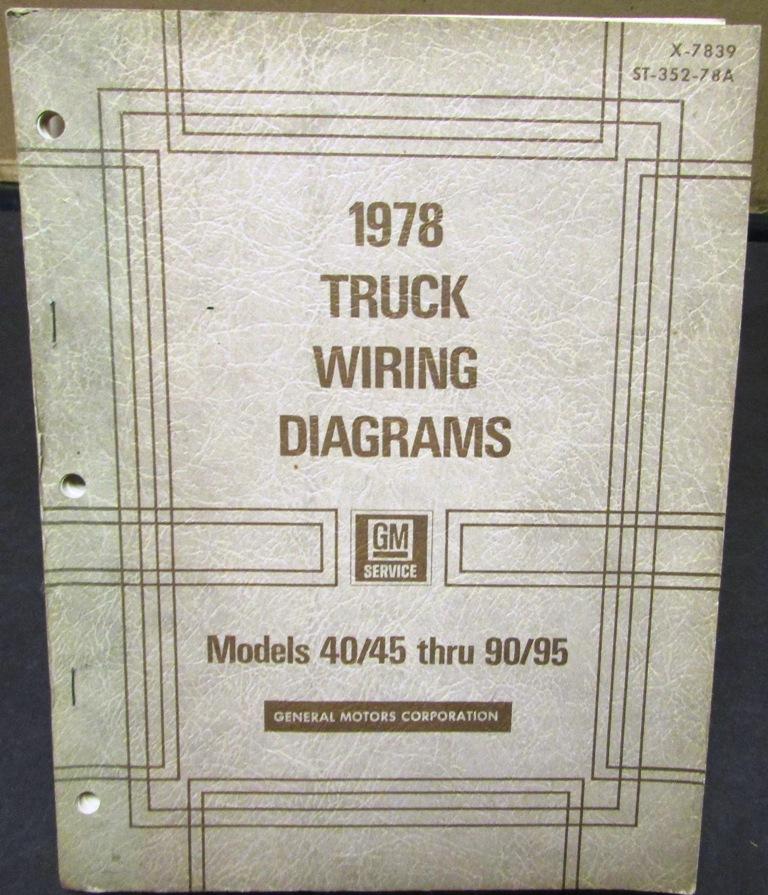 X-7839
ST-352-78A
1978
TRUCK
WIRING
DIAGRAMS
GM
SERVICE
Models 40/45 thru 90/95
GENERAL MOTORS CORPORATION